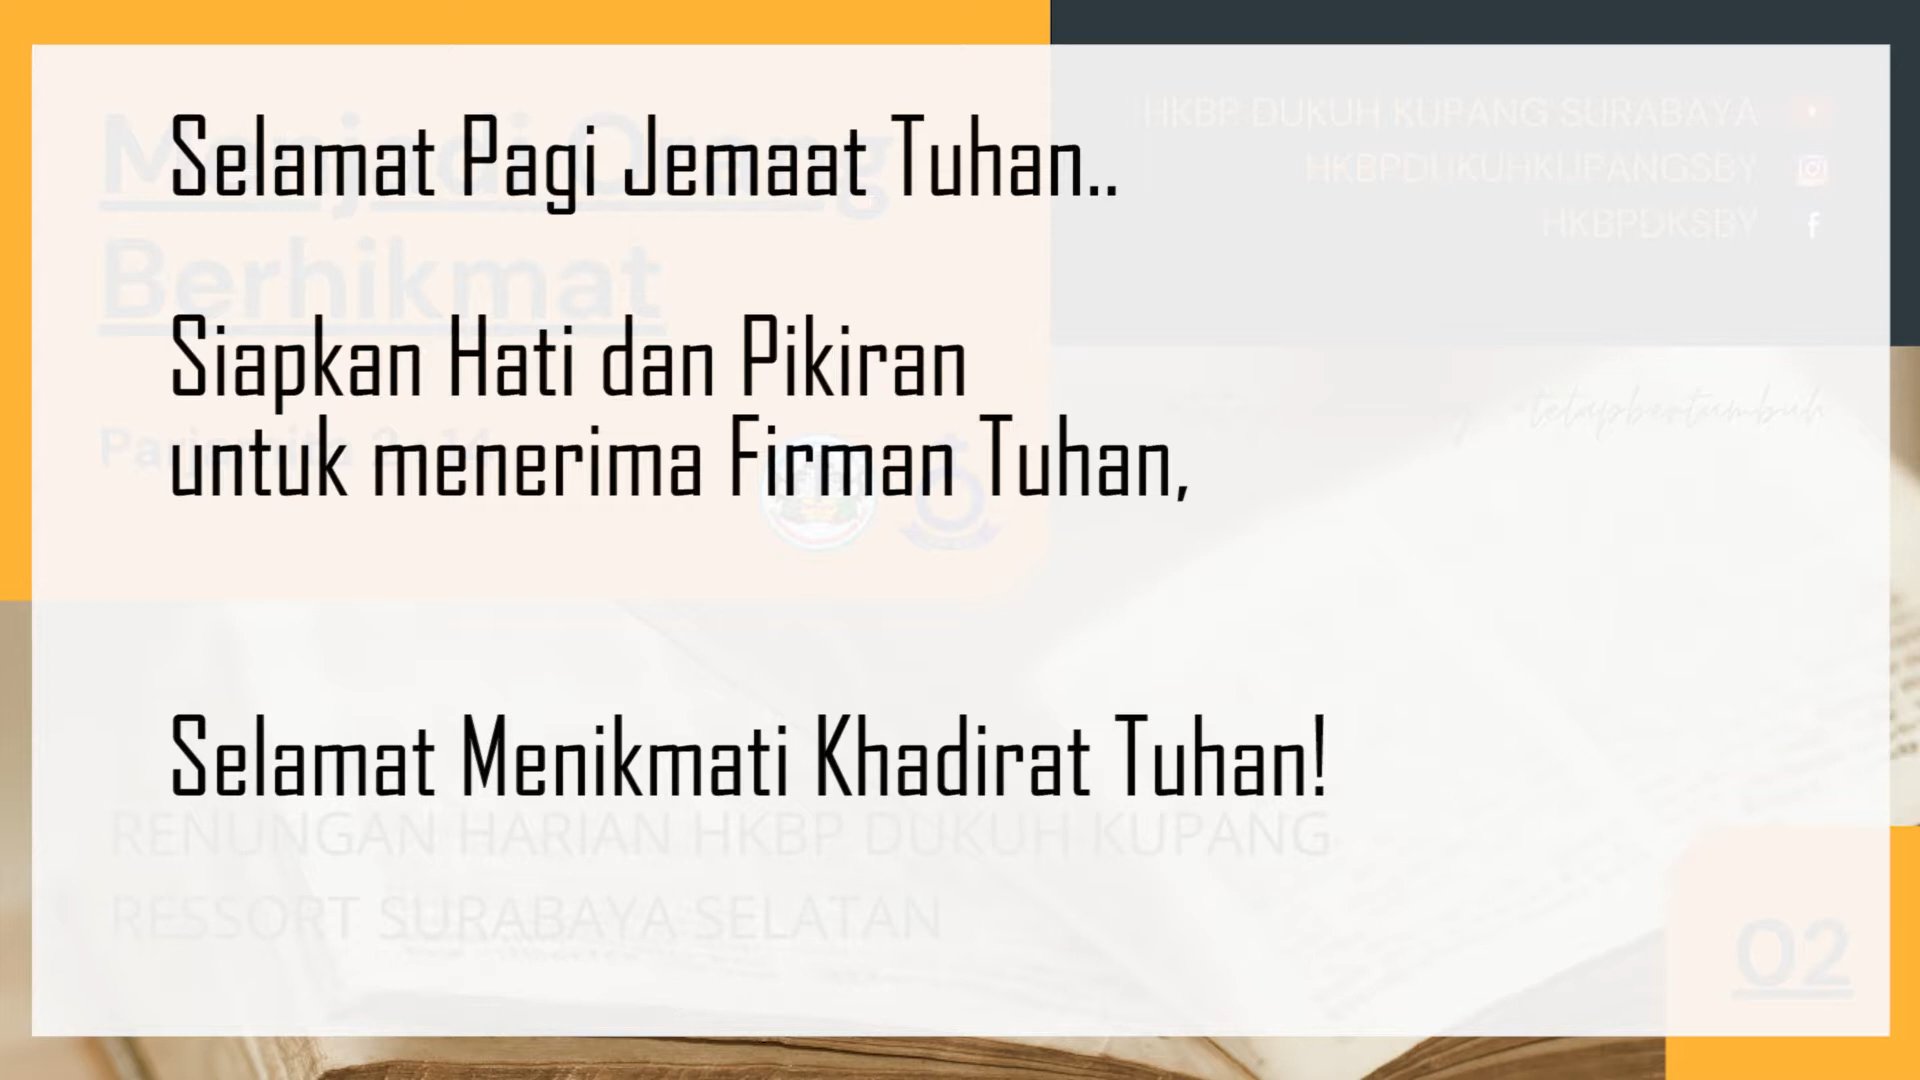 Selamat Pagi Jemaat Tuhan..
Siapkan Hati dan Pikiran
untuk menerima Firman Tuhan,
Selamat Menikmati Khadirat Tuhan!
Menjadi Orang
Berhikmat
HKBP DUKUH KUPANG SURABAYA
HKBPDUKUHKUPANGSBY
HKBPDKSBY
tetapbertumbuh
RENUNGAN HARIAN HKBP DUKUH KUPANG
RESSORT SURABAYA SELATAN
02